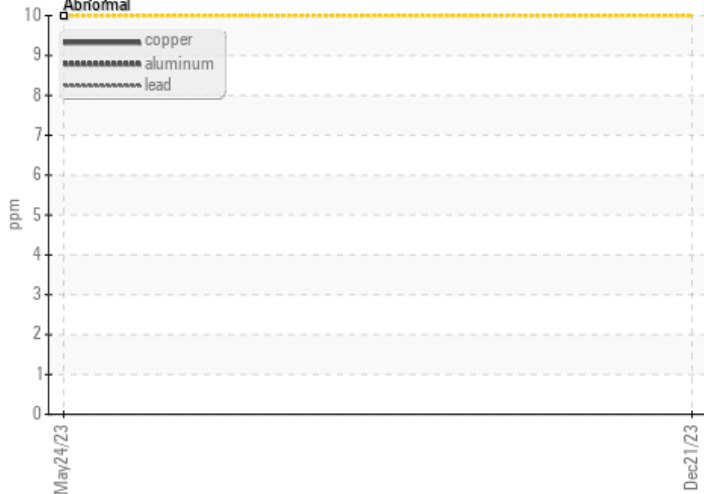 Abnormal
10
9
8
7
6
5
4
3
2
1
0
ppm
copper
aluminum
lead
May24/23
Dec21/23